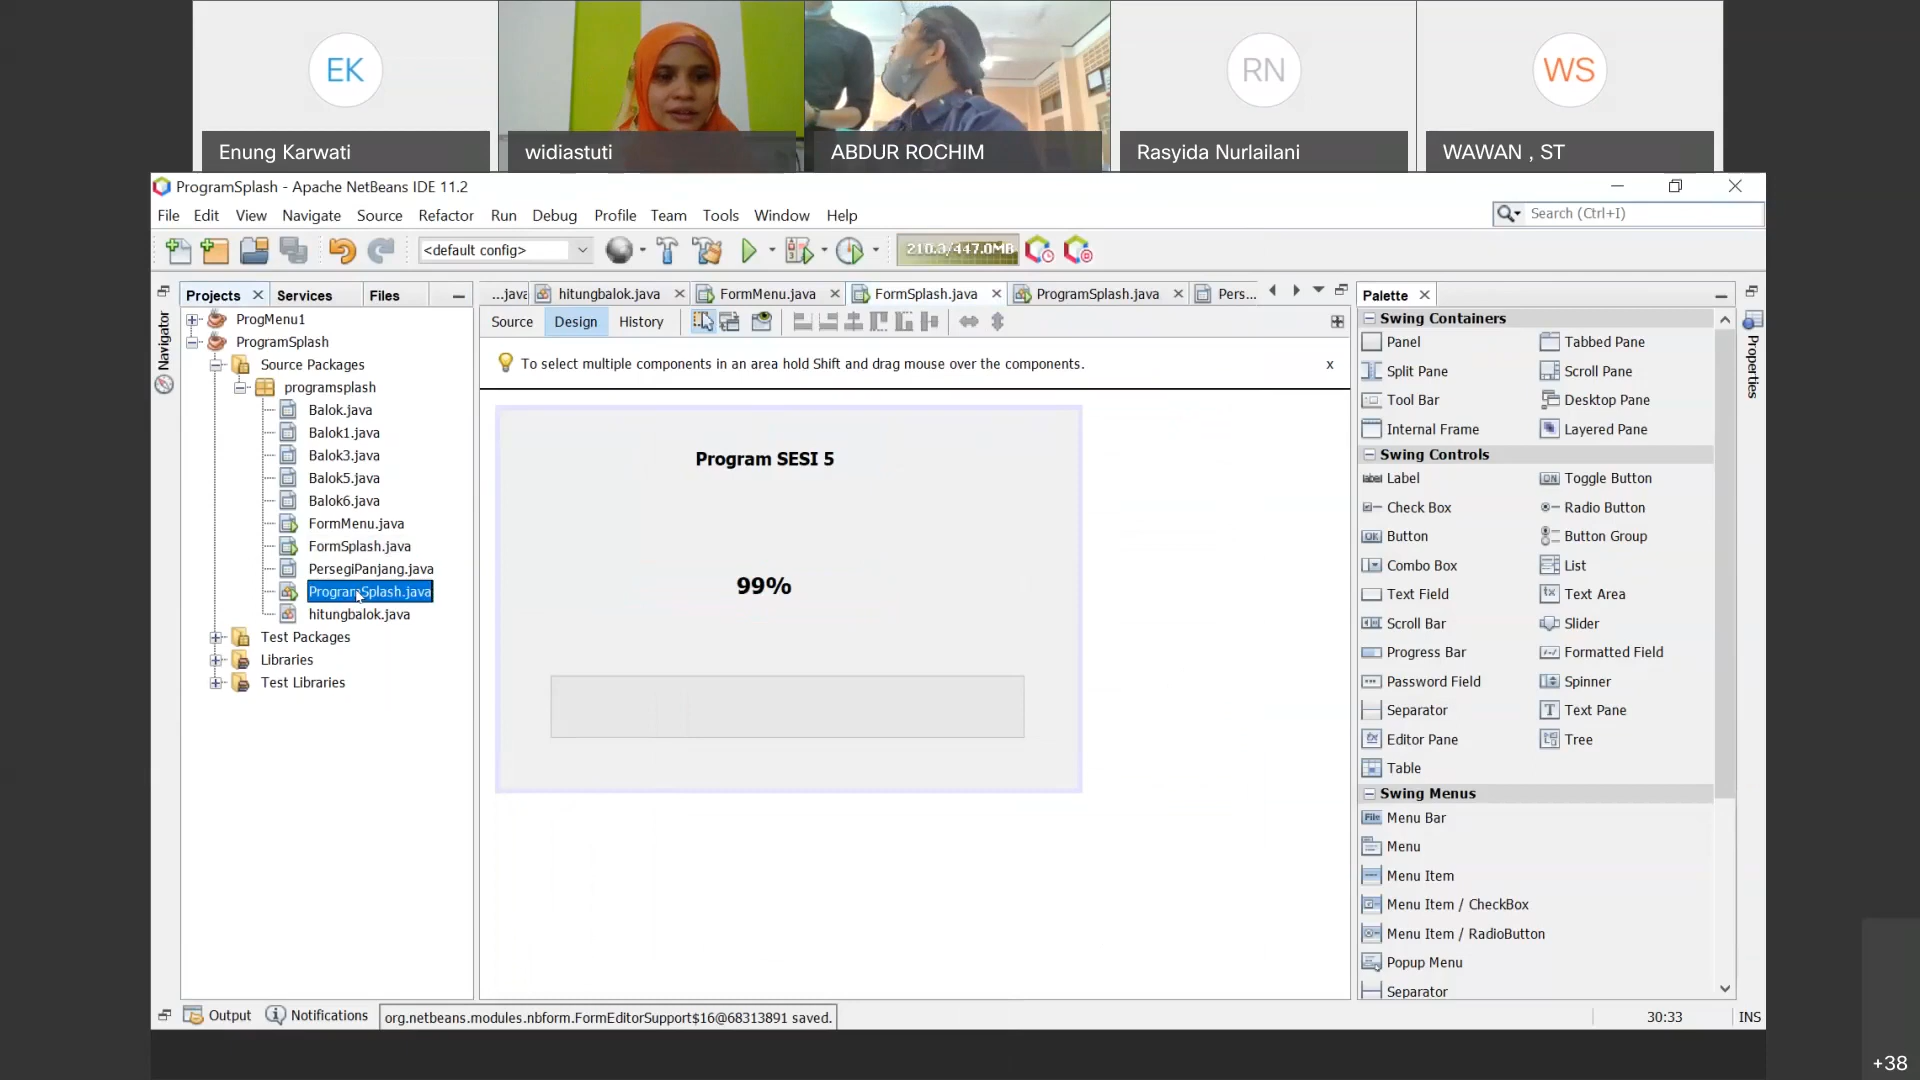 EK
RN
WS
Enung Karwati
widiastuti
ABDUR ROCHIM
Rasyida Nurlailani
WAWAN , ST
ProgramSplash - Apache NetBeans IDE 11.2
File Edit View Navigate Source Refactor Run Debug Profile Team Tools Window Help
Search (Ctrl+I)
<default config>
210.3/447.0MB
Projects
Services
Files
...java
hitungbalok.java
FormMenu.java
FormSplash.java
ProgramSplash.java
Pers...
Palette
Source
Design
History
To select multiple components in an area hold Shift and drag mouse over the components.
x
Navigator
ProgMenu1
ProgramSplash
Source Packages
programsplash
Balok.java
Balok1.java
Balok3.java
Balok5.java
Balok6.java
FormMenu.java
FormSplash.java
PersegiPanjang.java
ProgramSplash.java
hitungbalok.java
Test Packages
Libraries
Test Libraries
Program SESI 5
99%
Swing Containers
Panel
Tabbed Pane
Split Pane
Scroll Pane
Tool Bar
Desktop Pane
Internal Frame
Layered Pane
Swing Controls
label Label
ON Toggle Button
Check Box
Radio Button
OK Button
Button Group
Combo Box
List
Text Field
Text Area
Scroll Bar
Slider
Progress Bar
Formatted Field
Password Field
Spinner
Separator
Text Pane
Editor Pane
Tree
Table
Swing Menus
File Menu Bar
Menu
Menu Item
Menu Item / CheckBox
Menu Item / RadioButton
Popup Menu
Separator
Properties
Output
Notifications
org.netbeans.modules.nbform.FormEditorSupport$16@68313891 saved.
30:33
INS
+38